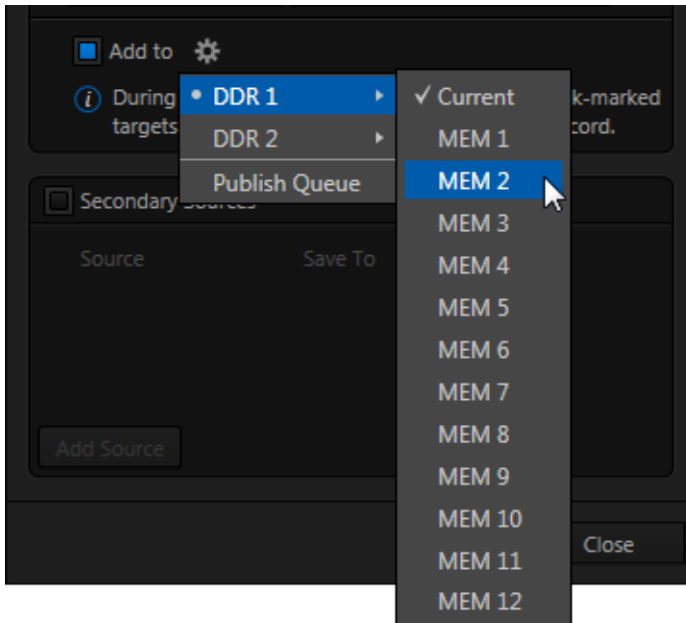 Add to
During
DDR 1
Current
k-marked
targets
DDR 2
MEM 1
cord.
Publish Queue
MEM 2
Secondary
MEM 3
Source
Save To
MEM 4
MEM 5
MEM 6
MEM 7
MEM 8
Add Source
MEM 9
MEM 10
Close
MEM 11
MEM 12